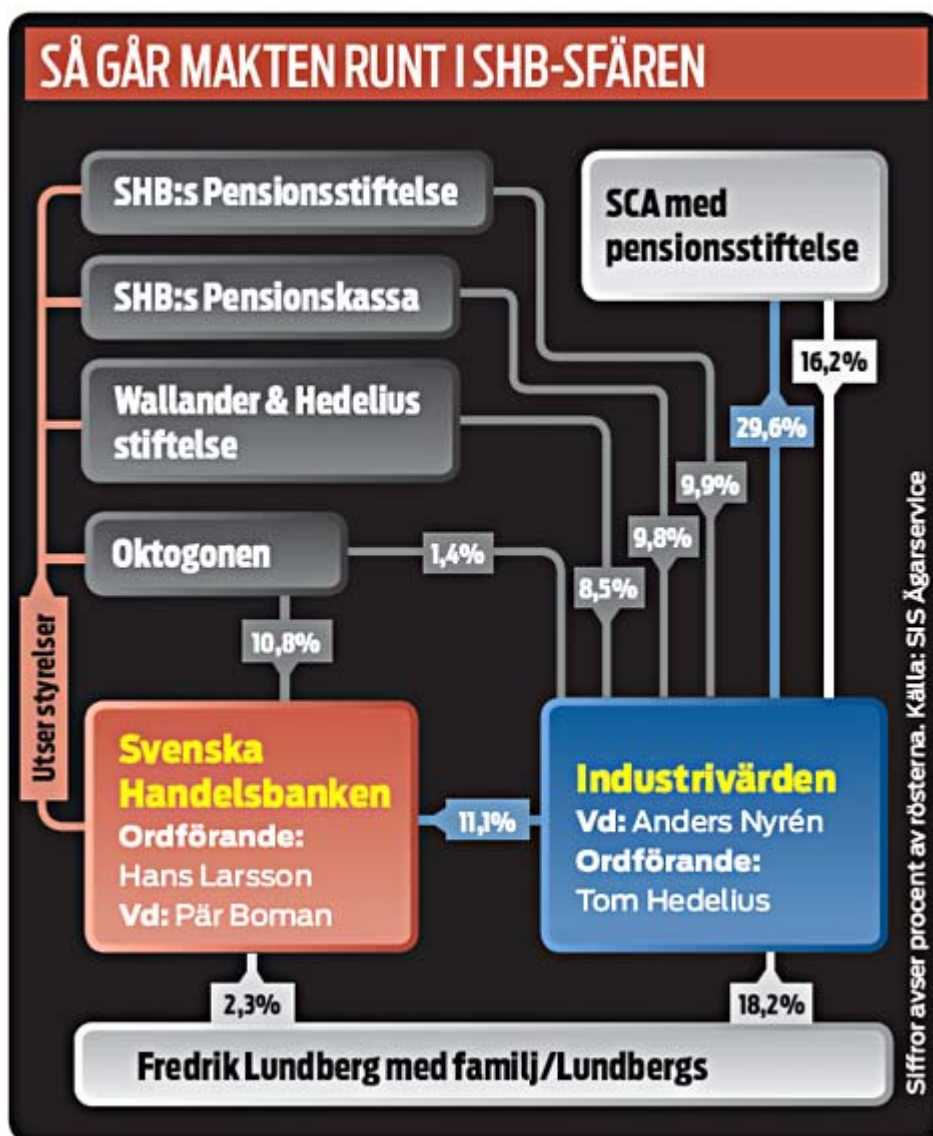 SÅ GÅR MAKTEN RUNT I SHB-SFÄREN
SHB:s Pensionsstiftelse
SCA med
pensionsstiftelse
SHB:s Pensionskassa
16,2%
Wallander & Hedelius
stiftelse
29,6%
9,9%
9,8%
Oktogonen
1,4%
8,5%
10,8%
Utser styrelser
Svenska
Handelsbanken
Ordförande:
Hans Larsson
Vd: Pär Boman
11,1%
Industrivärden
Vd: Anders Nyrén
Ordförande:
Tom Hedelius
2,3%
18,2%
Fredrik Lundberg med familj/Lundbergs
Siffror avser procent av rösterna. Källa: SIS Ägarservice